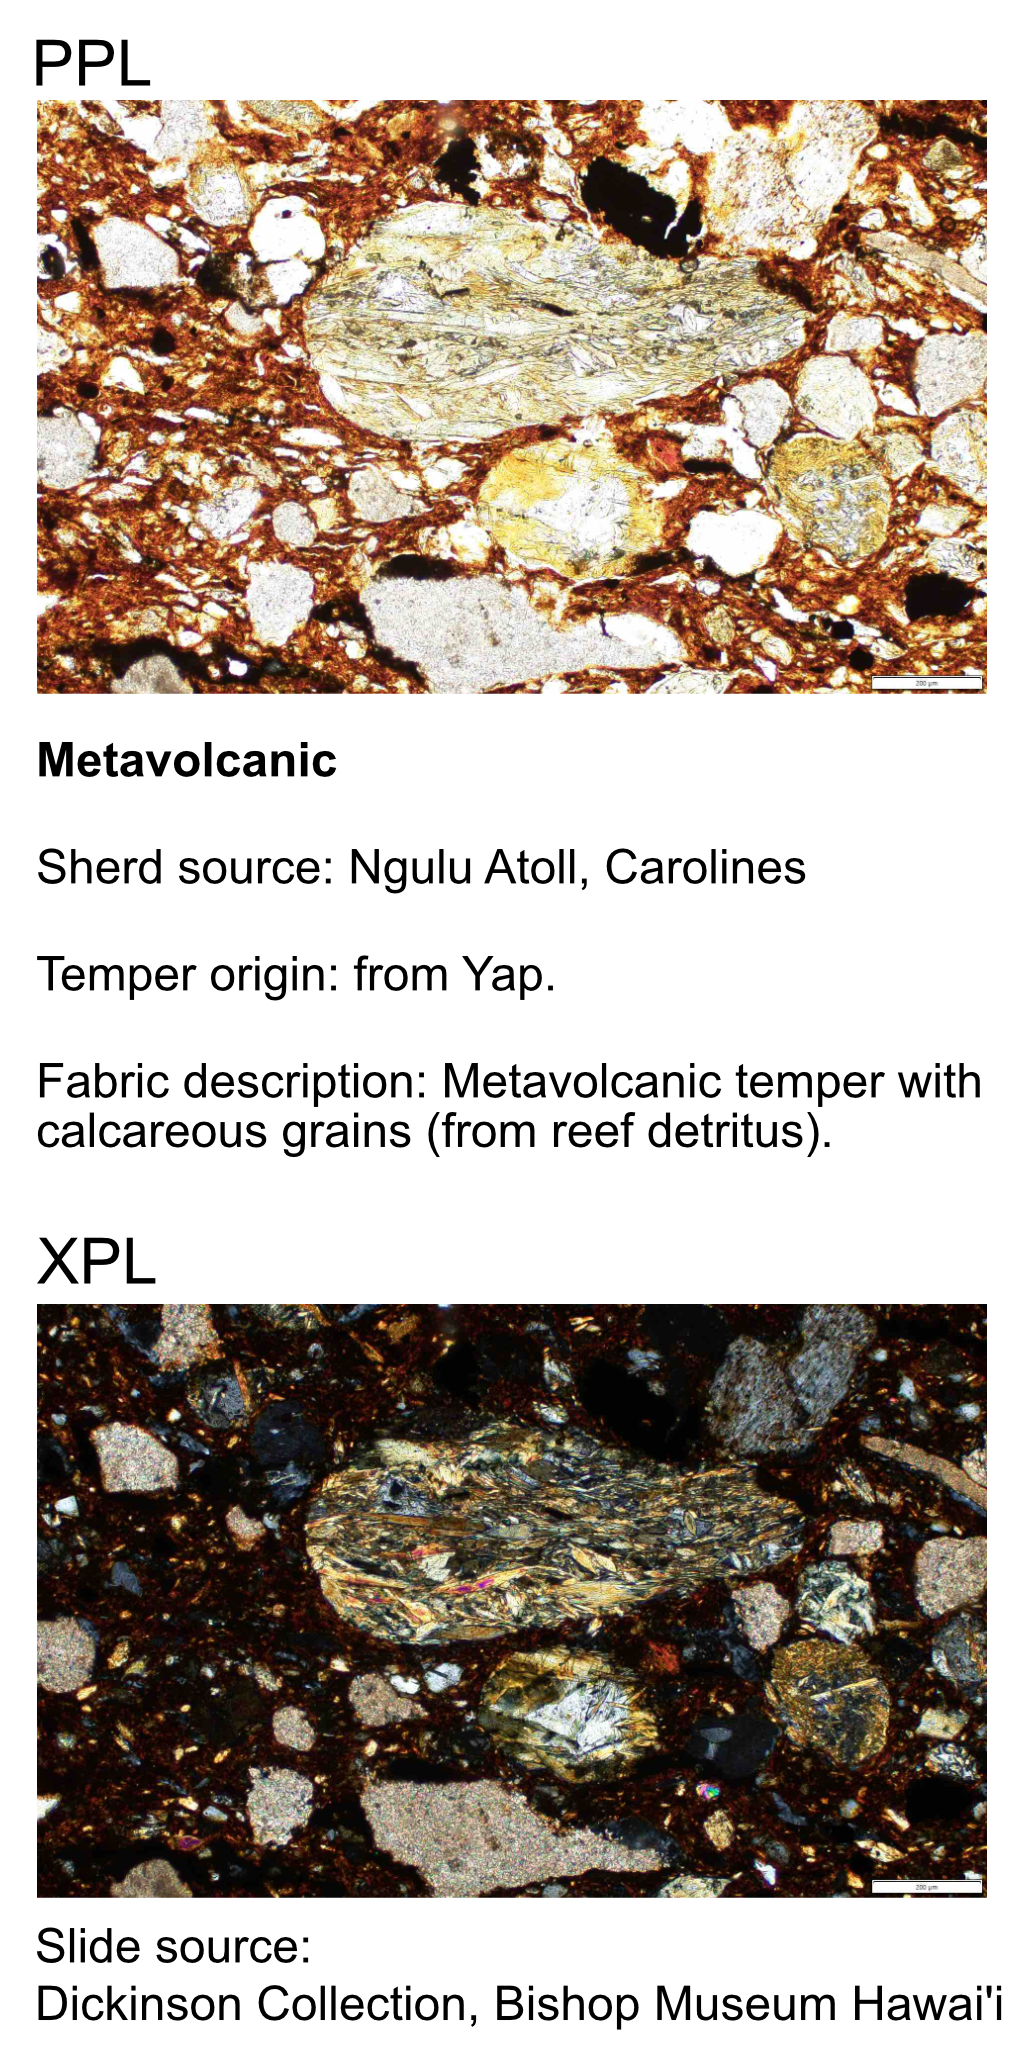 PPL
200 µm
Metavolcanic
Sherd source: Ngulu Atoll, Carolines
Temper origin: from Yap.
Fabric description: Metavolcanic temper with
calcareous grains (from reef detritus).
XPL
200 µm
Slide source:
Dickinson Collection, Bishop Museum Hawai'i